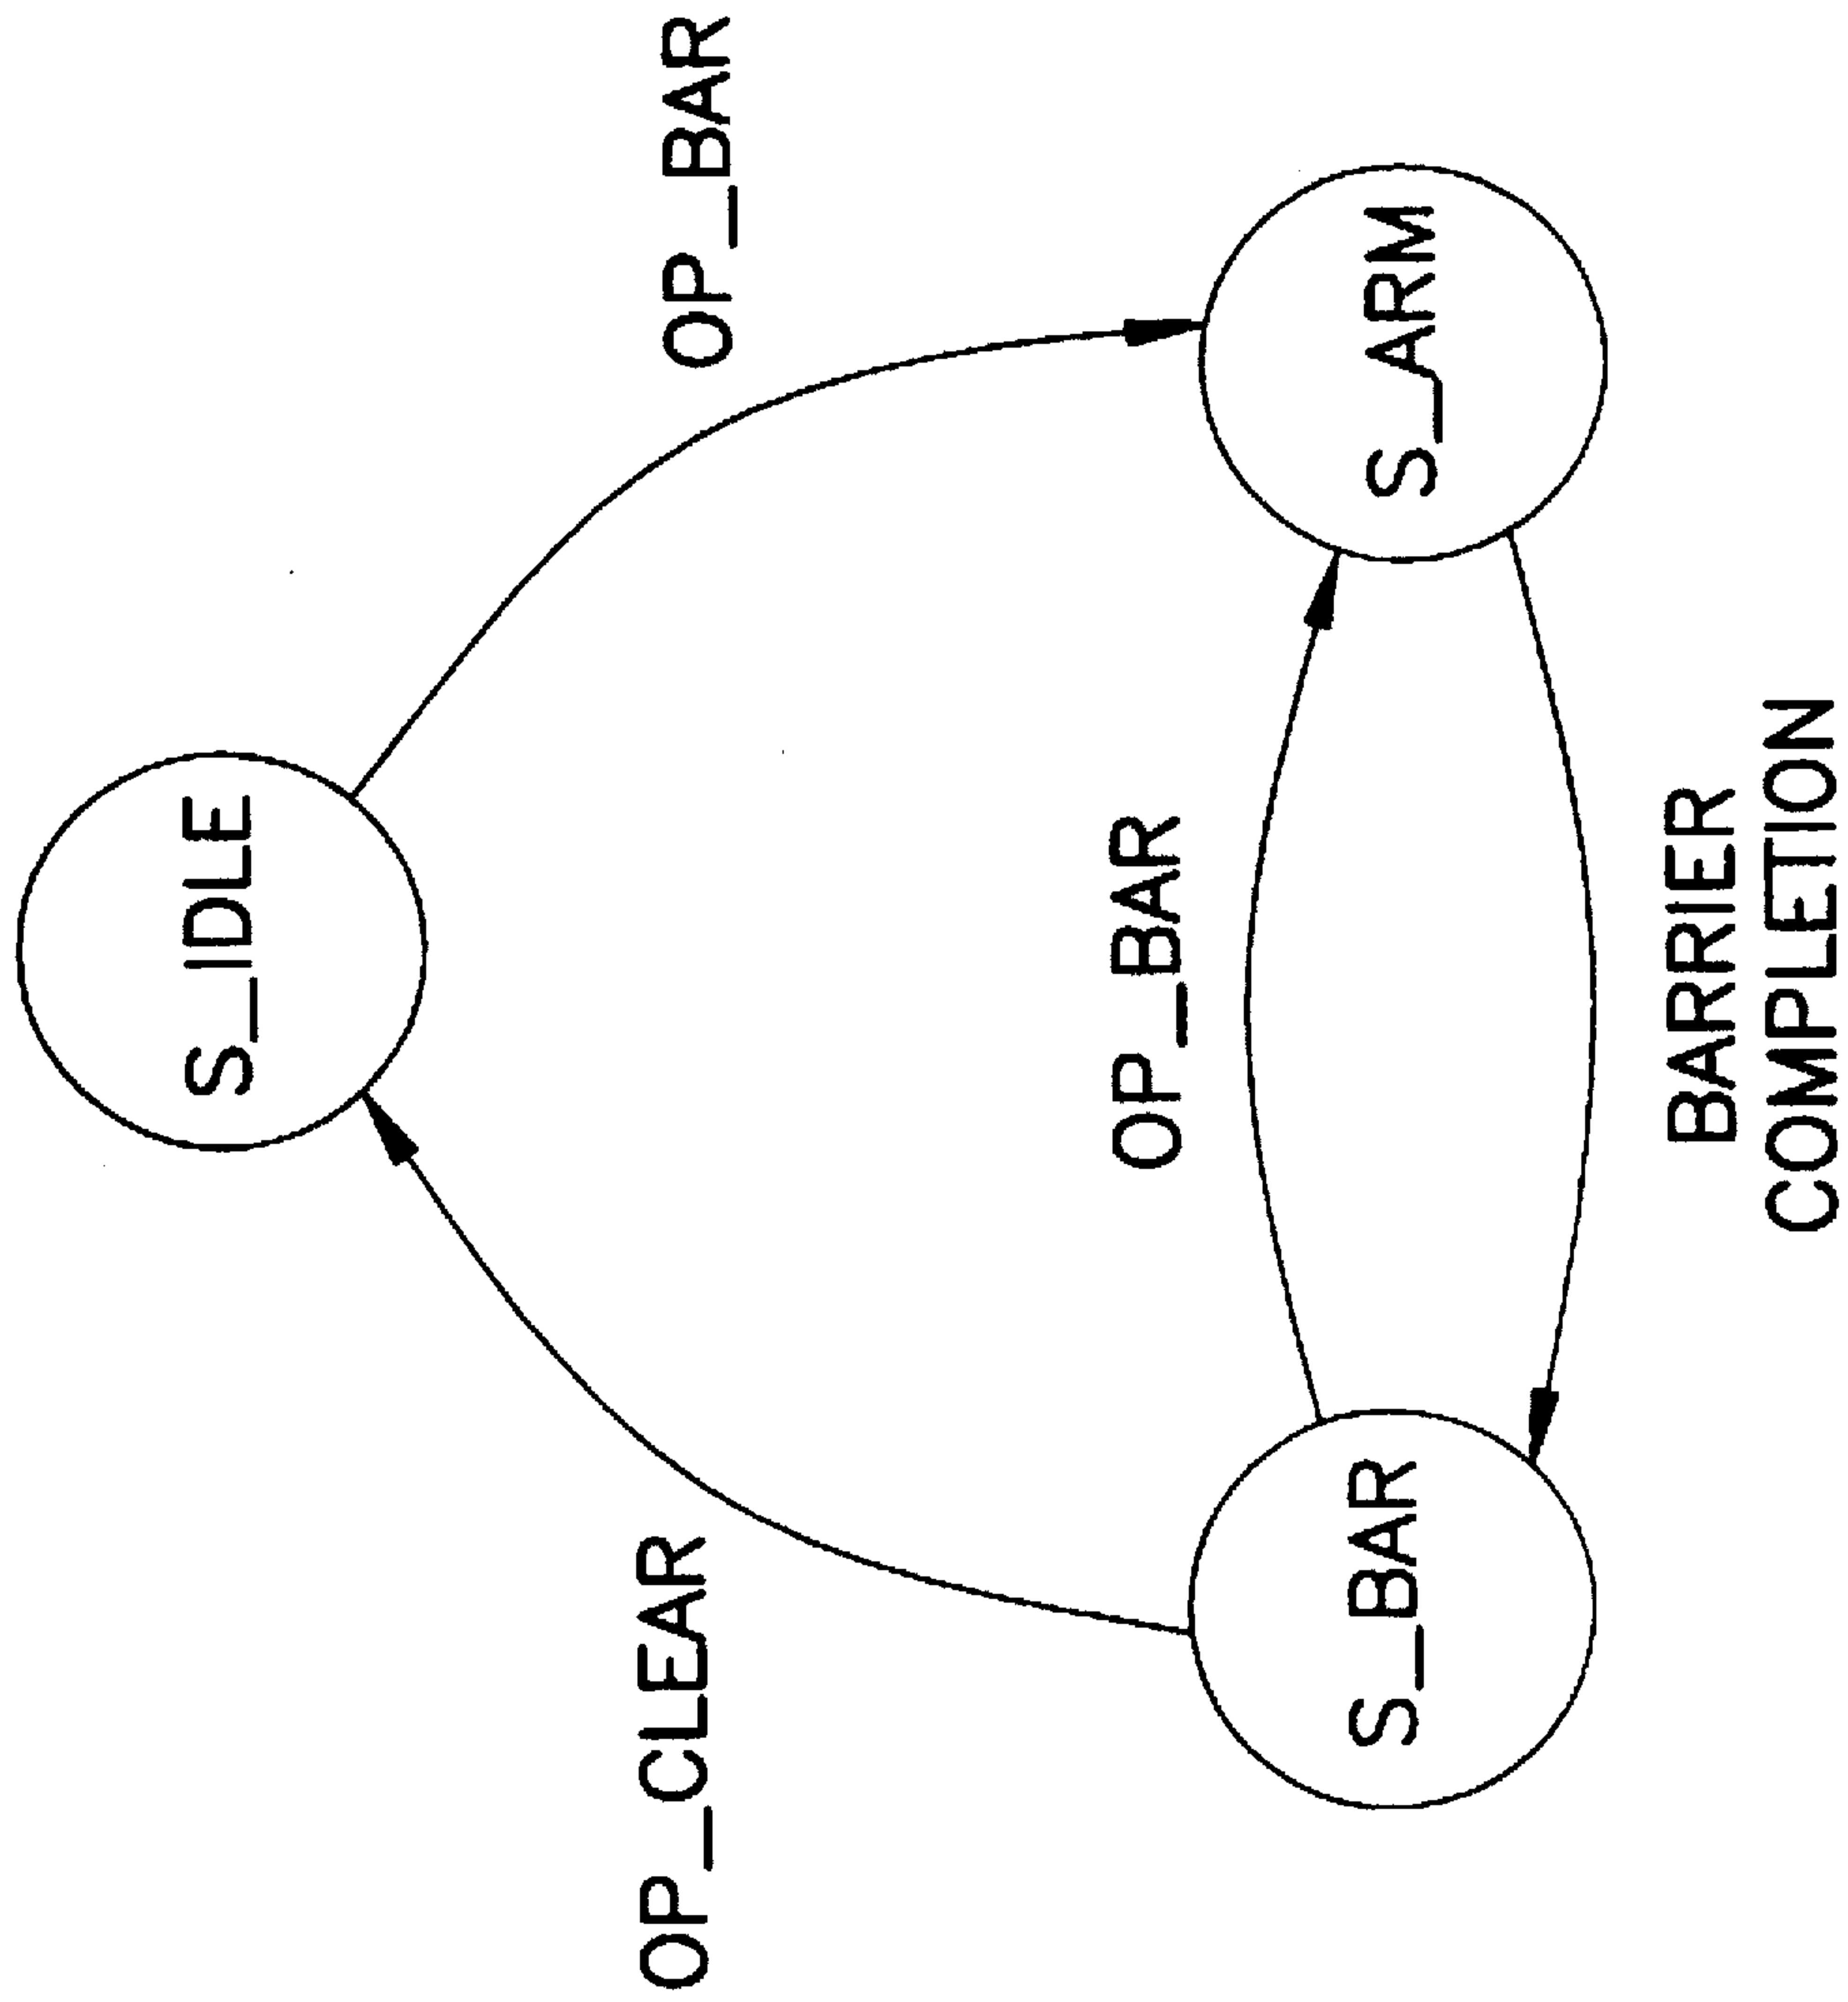 S_IDLE
OP_CLEAR
OP_BAR
OP_BAR
S_BAR
S_ARM
BARRIER
COMPLETION